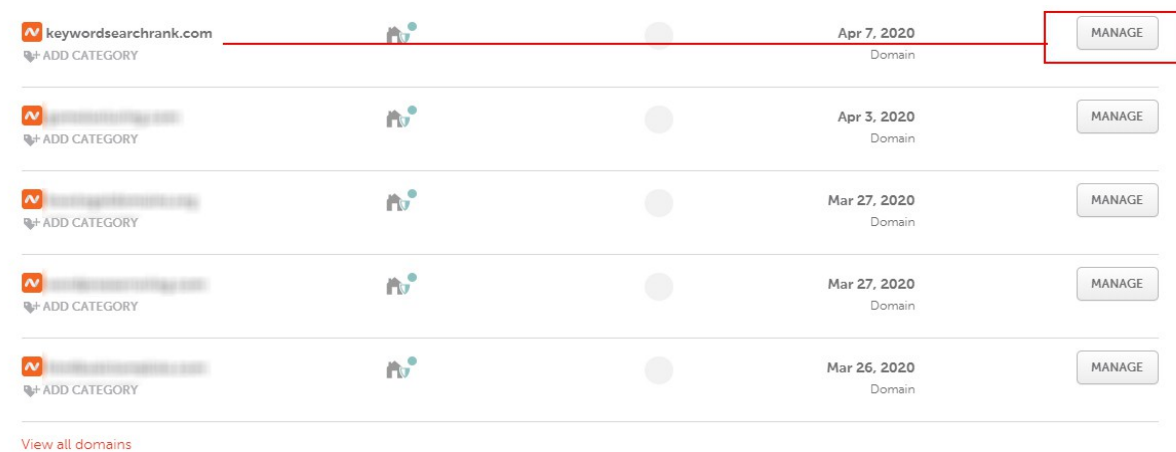 keywordsearchrank.com Apr 7, 2020 MANAGE
ADD CATEGORY Domain
Apr 3, 2020 MANAGE
ADD CATEGORY Domain
Mar 27, 2020 MANAGE
ADD CATEGORY Domain
Mar 27, 2020 MANAGE
ADD CATEGORY Domain
Mar 26, 2020 MANAGE
ADD CATEGORY Domain
View all domains